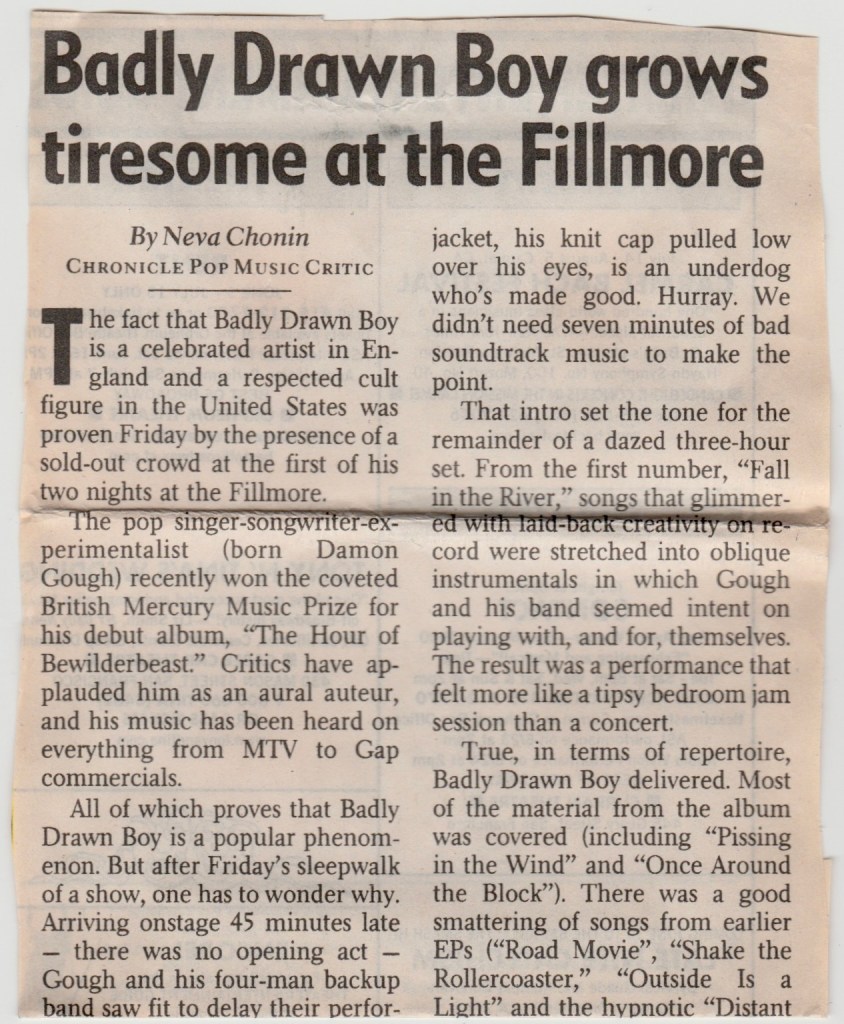 Badly Drawn Boy grows
tiresome at the Fillmore
By Neva Chonin
CHRONICLE POP MUSIC CRITIC
The fact that Badly Drawn Boy
is a celebrated artist in En-
gland and a respected cult
figure in the United States was
proven Friday by the presence of a
sold-out crowd at the first of his
two nights at the Fillmore.
The pop singer-songwriter-ex-
perimentalist (born Damon
Gough) recently won the coveted
British Mercury Music Prize for
his debut album, “The Hour of
Bewilderbeast.” Critics have ap-
plauded him as an aural auteur,
and his music has been heard on
everything from MTV to Gap
commercials.
All of which proves that Badly
Drawn Boy is a popular phenom-
enon. But after Friday’s sleepwalk
of a show, one has to wonder why.
Arriving onstage 45 minutes late
— there was no opening act —
Gough and his four-man backup
band saw fit to delay their perfor-
jacket, his knit cap pulled low
over his eyes, is an underdog
who’s made good. Hurray. We
didn’t need seven minutes of bad
soundtrack music to make the
point.
That intro set the tone for the
remainder of a dazed three-hour
set. From the first number, “Fall
in the River,” songs that glimmer-
ed with laid-back creativity on re-
cord were stretched into oblique
instrumentals in which Gough
and his band seemed intent on
playing with, and for, themselves.
The result was a performance that
felt more like a tipsy bedroom jam
session than a concert.
True, in terms of repertoire,
Badly Drawn Boy delivered. Most
of the material from the album
was covered (including “Pissing
in the Wind” and “Once Around
the Block”). There was a good
smattering of songs from earlier
EPs (“Road Movie”, “Shake the
Rollercoaster,” “Outside Is a
Light” and the hypnotic “Distant